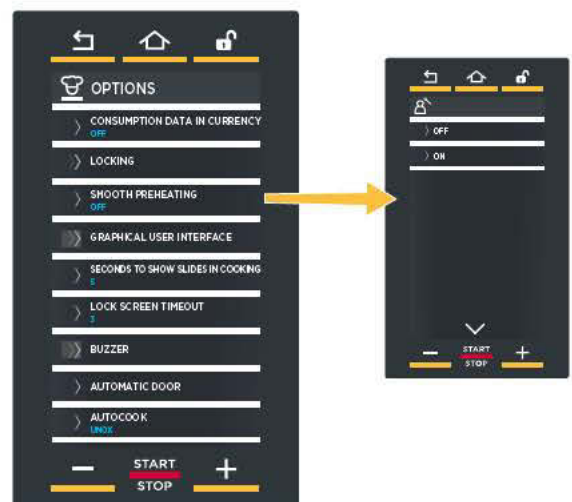 OPTIONS
CONSUMPTION DATA IN CURRENCY
OFF
LOCKING
SMOOTH PREHEATING
OFF
GRAPHICAL USER INTERFACE
SECONDS TO SHOW SLIDES IN COOKING
5
LOCK SCREEN TIMEOUT
3
BUZZER
AUTOMATIC DOOR
AUTOCOOK
UNOX
START
STOP
OFF
ON
START
STOP